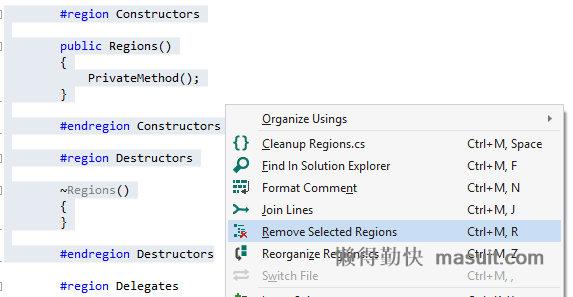 #region Constructors
public Regions()
{
PrivateMethod();
}
#endregion Constructors
#region Destructors
~Regions()
{
}
#endregion Destructors
#region Delegates
Organize Usings
Cleanup Regions.cs Ctrl+M, Space
Find In Solution Explorer Ctrl+M, F
Format Comment Ctrl+M, N
Join Lines Ctrl+M, J
Remove Selected Regions Ctrl+M, R
Reorganize Regions.cs Ctrl+M, Z
Switch File Ctrl+M, ,
懒得勤快 masuit.com